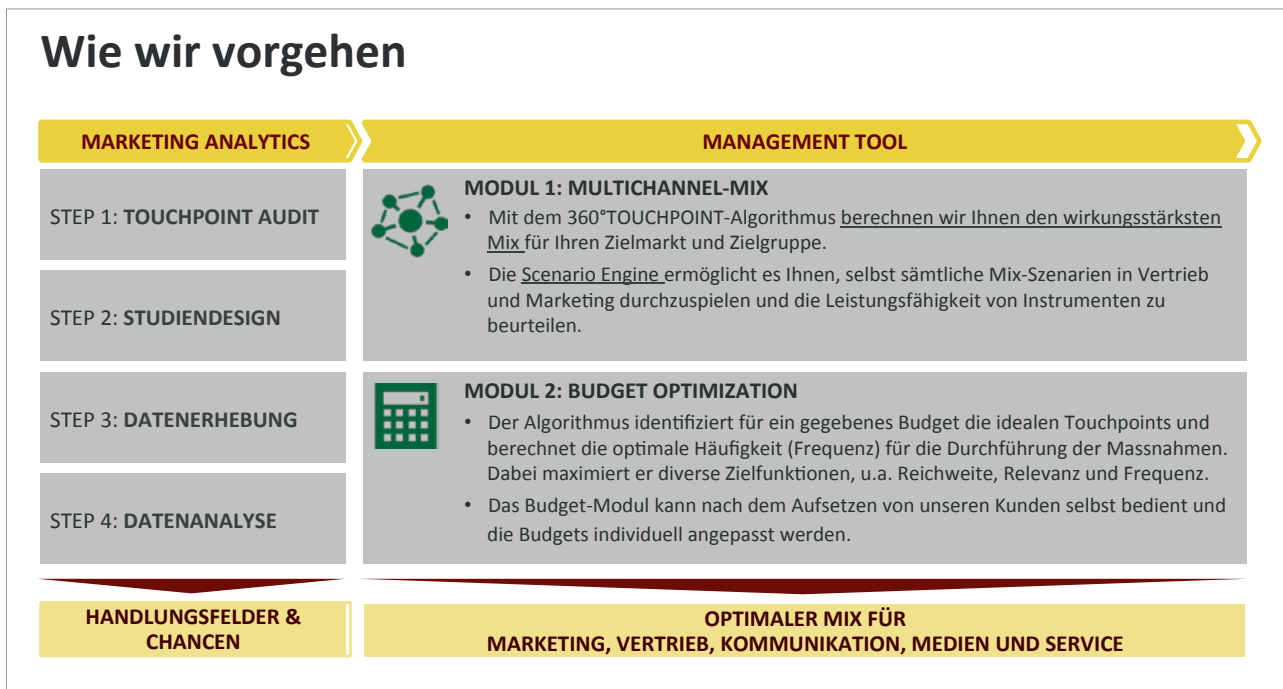 Wie wir vorgehen
MARKETING ANALYTICS
STEP 1: TOUCHPOINT AUDIT
STEP 2: STUDIENDESIGN
STEP 3: DATENERHEBUNG
STEP 4: DATENANALYSE
HANDLUNGSFELDER &
CHANCEN
MANAGEMENT TOOL
MODUL 1: MULTICHANNEL-MIX
• Mit dem 360°TOUCHPOINT-Algorithmus berechnen wir Ihnen den wirkungsstärksten
Mix für Ihren Zielmarkt und Zielgruppe.
• Die Scenario Engine ermöglicht es Ihnen, selbst sämtliche Mix-Szenarien in Vertrieb
und Marketing durchzuspielen und die Leistungsfähigkeit von Instrumenten zu
beurteilen.
MODUL 2: BUDGET OPTIMIZATION
• Der Algorithmus identifiziert für ein gegebenes Budget die idealen Touchpoints und
berechnet die optimale Häufigkeit (Frequenz) für die Durchführung der Massnahmen.
Dabei maximiert er diverse Zielfunktionen, u.a. Reichweite, Relevanz und Frequenz.
• Das Budget-Modul kann nach dem Aufsetzen von unseren Kunden selbst bedient und
die Budgets individuell angepasst werden.
OPTIMALER MIX FÜR
MARKETING, VERTRIEB, KOMMUNIKATION, MEDIEN UND SERVICE